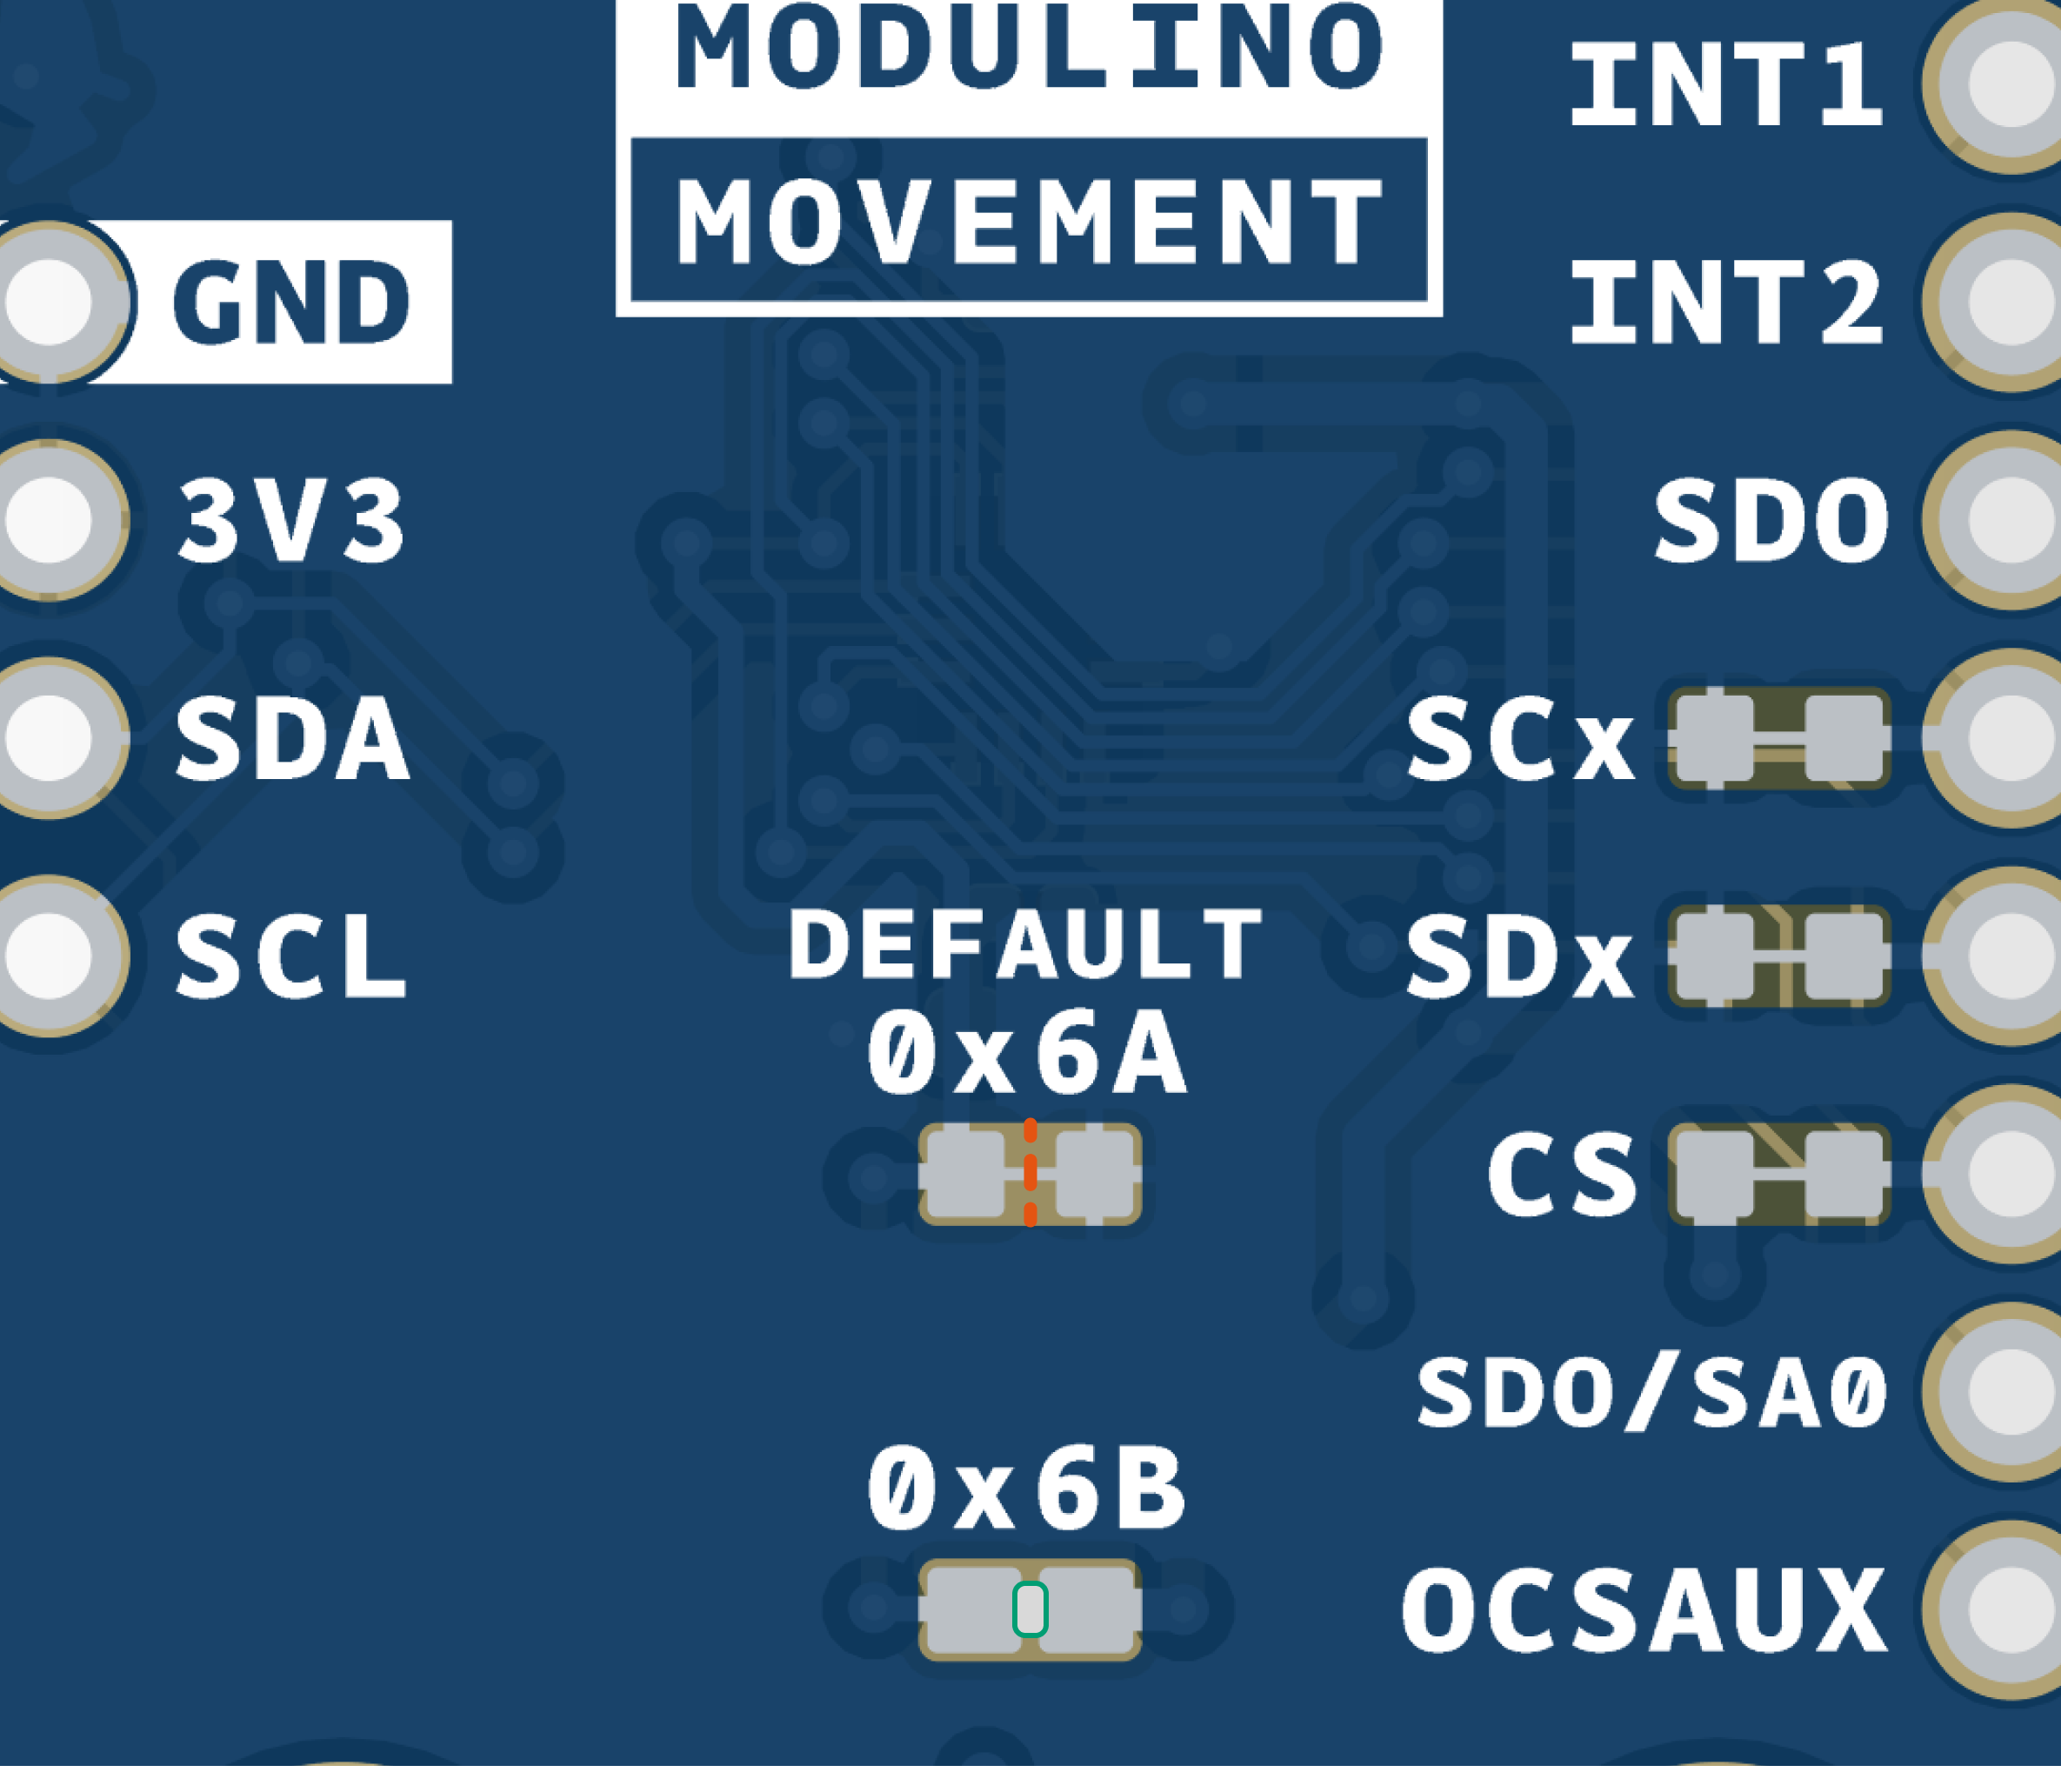 MODULINO
MOVEMENT
GND
3V3
SDA
SCL
DEFAULT
0x6A
0x6B
INT1
INT2
SDO
SCx
SDx
CS
SDO/SA0
OCSAUX